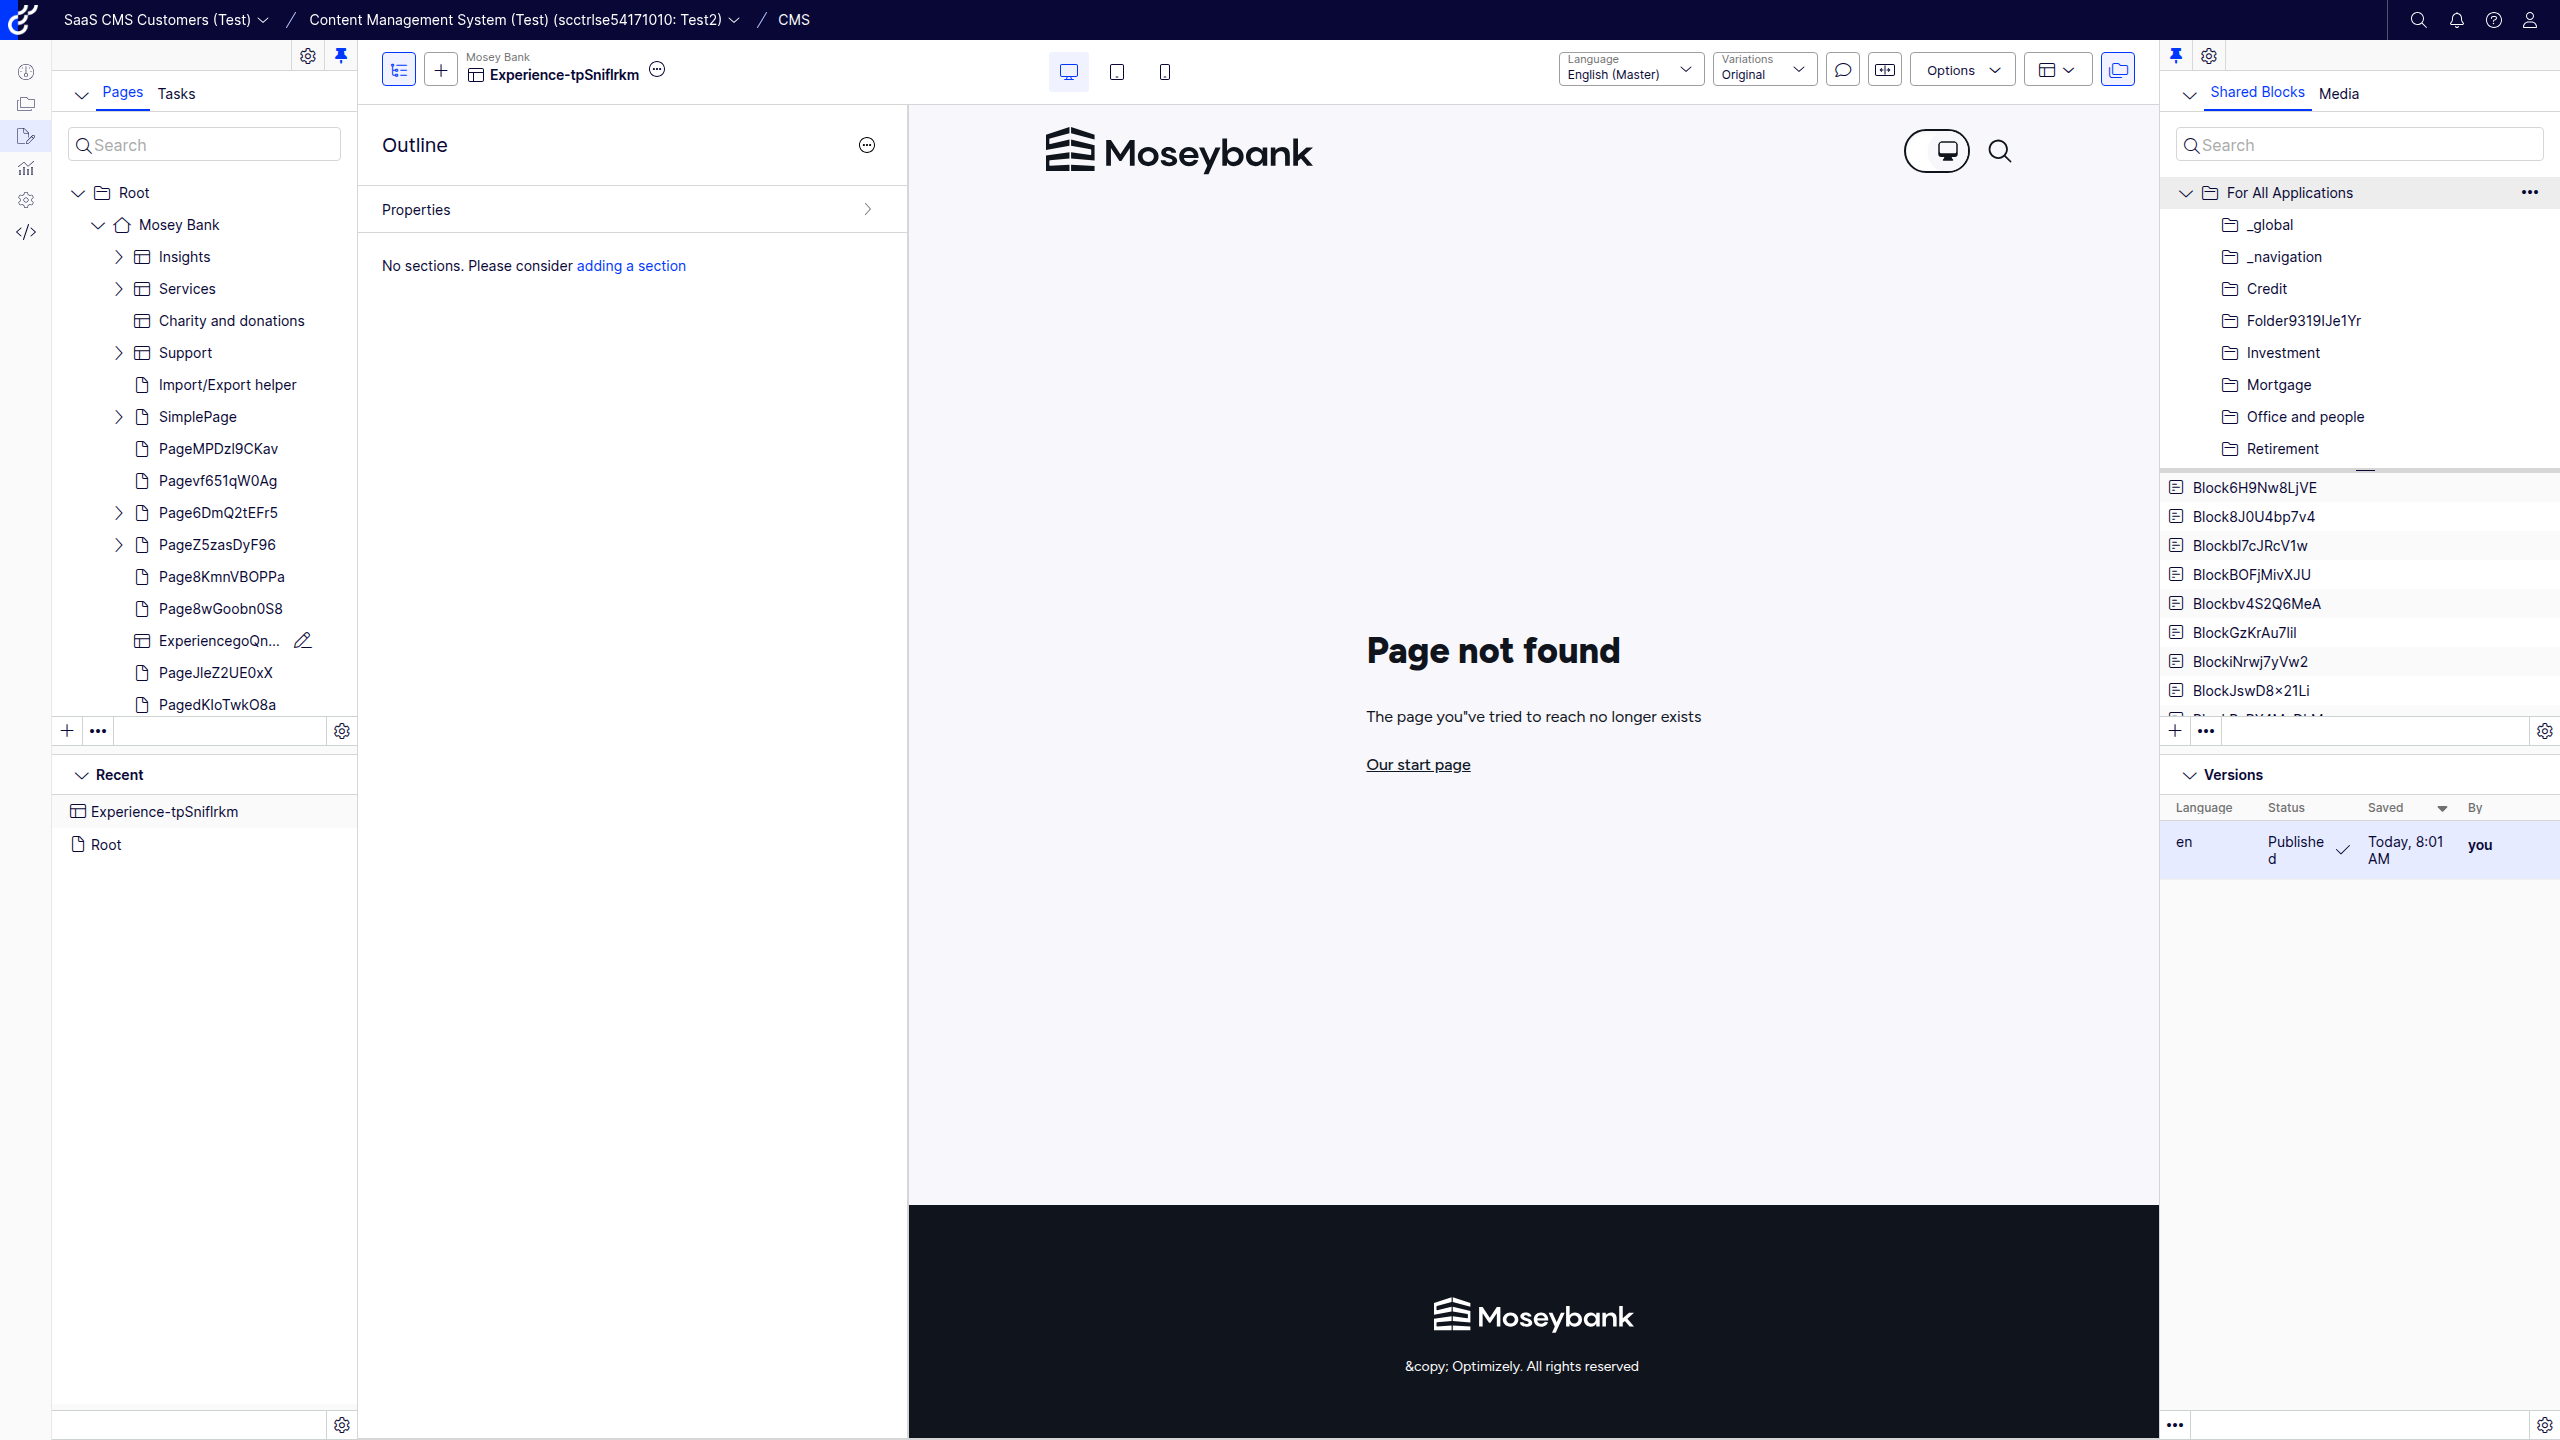 SaaS CMS Customers (Test) / Content Management System (Test) (scctrlse54171010: Test2) / CMS
Mosey Bank
Experience-tpSniflrkm
Language
English (Master)
Variations
Original
Options
Pages
Tasks
Search
Root
Mosey Bank
Insights
Services
Charity and donations
Support
Import/Export helper
SimplePage
PageMPDzl9CKav
Pagevf651qW0Ag
Page6DmQ2tEFr5
PageZ5zasDyF96
Page8KmnVBOPPa
Page8wGoobn0S8
ExperiencegoQn...
PageJleZ2UE0xX
PagedKloTwkO8a
Recent
Experience-tpSniflrkm
Root
Outline
Properties
No sections. Please consider adding a section
Moseybank
Page not found
The page you"ve tried to reach no longer exists
Our start page
Moseybank
&copy; Optimizely. All rights reserved
Shared Blocks
Media
Search
For All Applications
_global
_navigation
Credit
Folder9319IJe1Yr
Investment
Mortgage
Office and people
Retirement
Block6H9Nw8LjVE
Block8J0U4bp7v4
Blockbl7cJRcV1w
BlockBOFjMivXJU
Blockbv4S2Q6MeA
BlockGzKrAu7lil
BlockiNrwj7yVw2
BlockJswD8x21Li
Versions
Language Status Saved By
en Publishe Today, 8:01 you
d AM